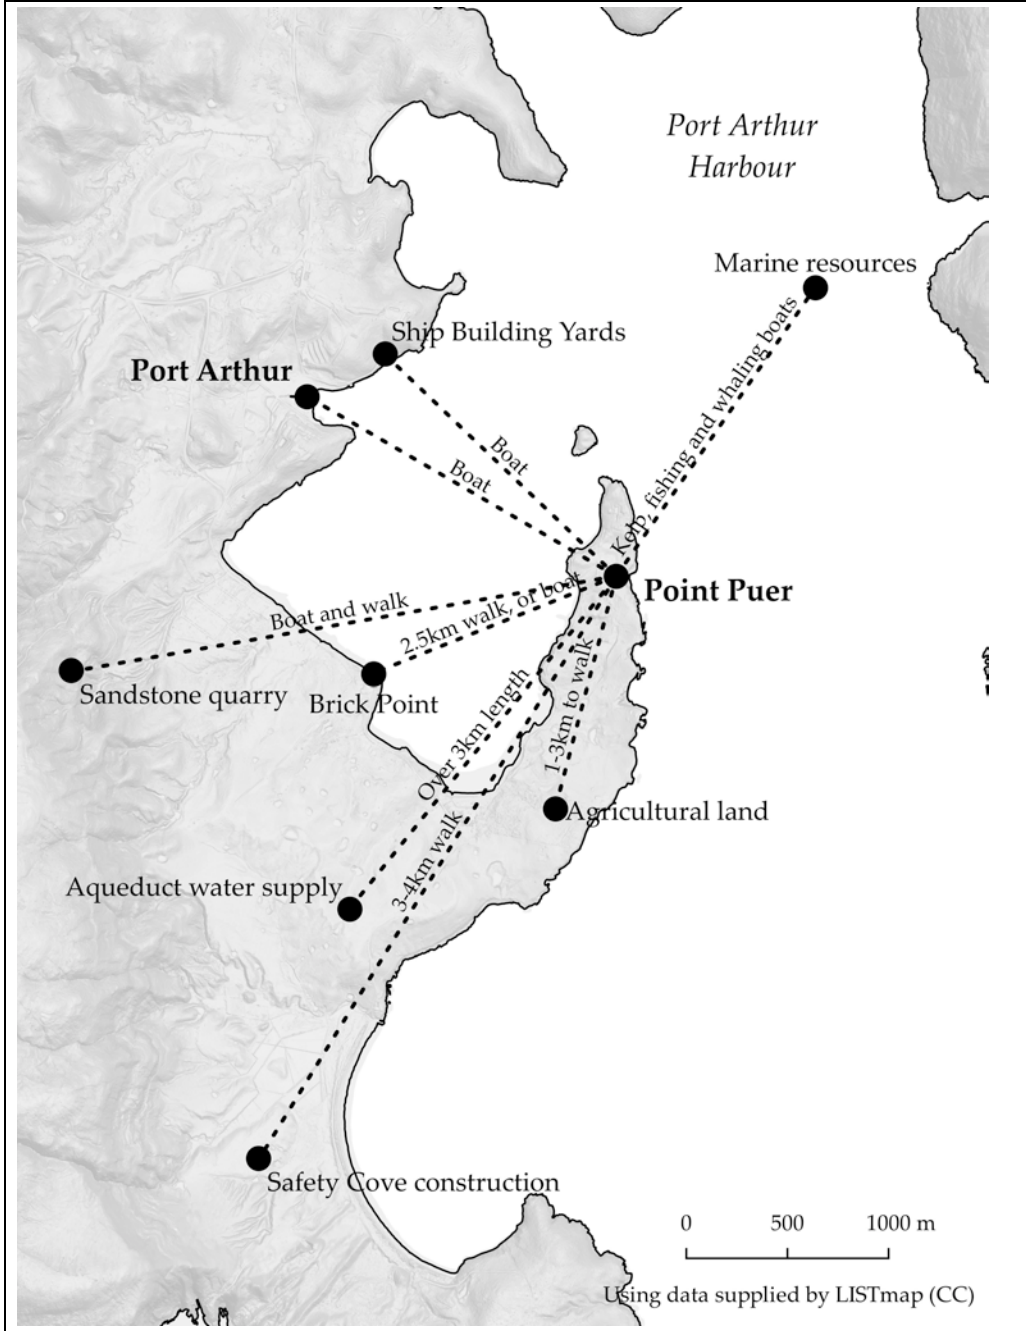 Port Arthur
Harbour
Marine resources
Ship Building Yards
Port Arthur
Kelp, fishing and whaling boats
Boat
Boat
Point Puer
Boat and walk
2.5km walk, or boat
Sandstone quarry
Brick Point
Over 3km length
1-3km to walk
Agricultural land
3-4km walk
Aqueduct water supply
Safety Cove construction
0 500 1000 m
Using data supplied by LISTmap (CC)